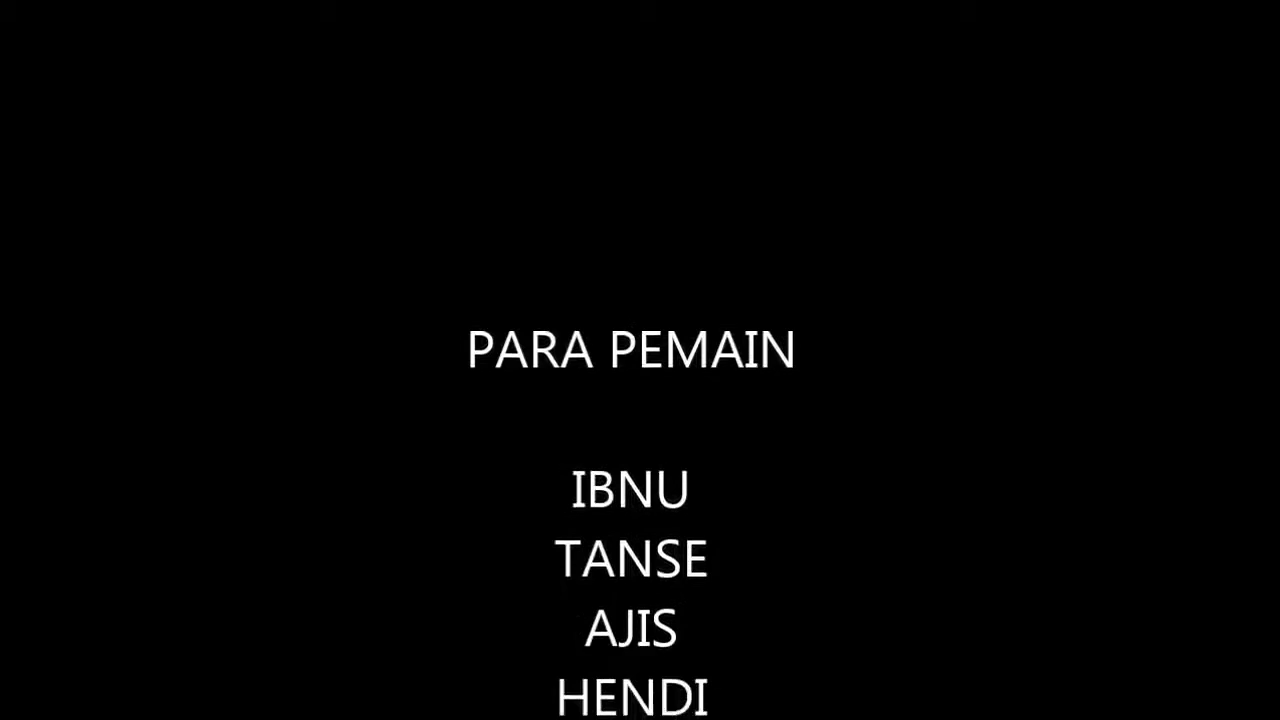 PARA PEMAIN
IBNU
TANSE
AJIS
HENDI